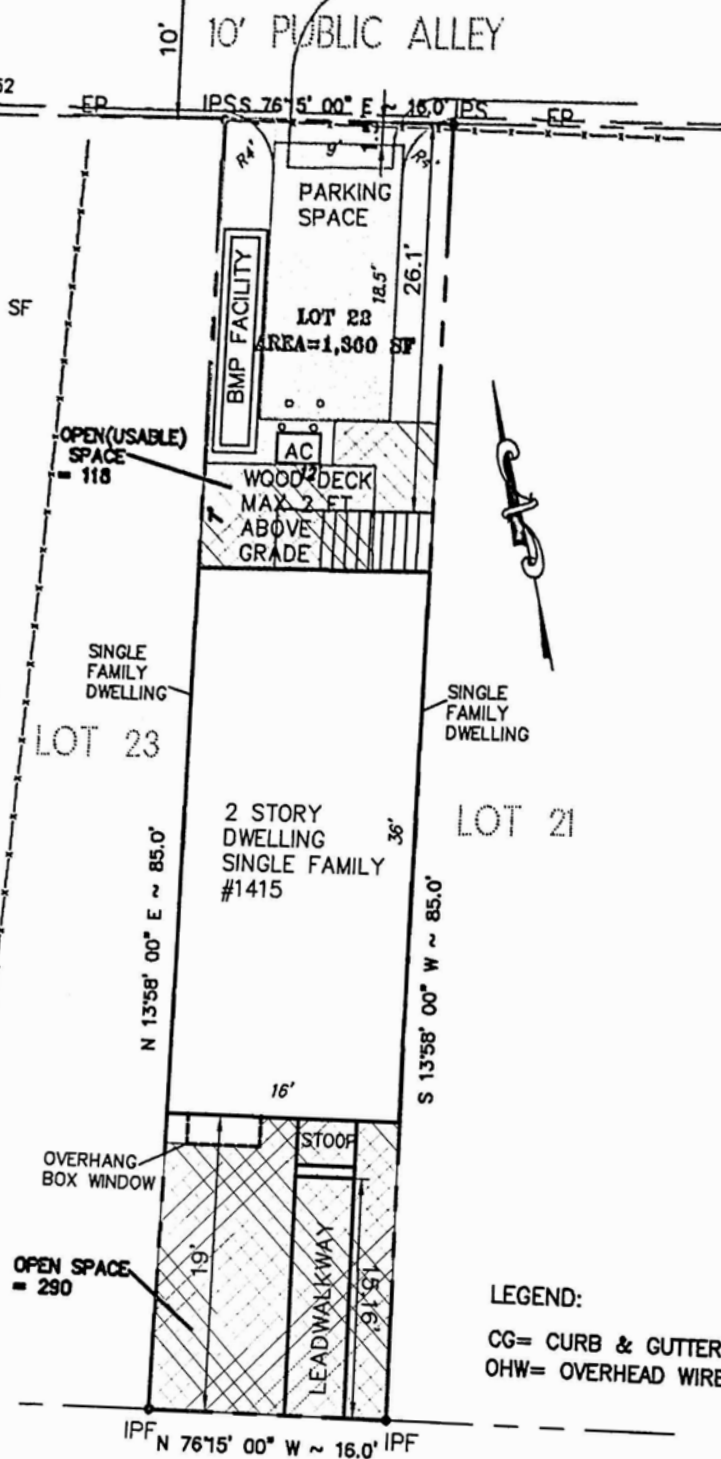 10' PUBLIC ALLEY
10'
52
EP
IPS
S 76°15' 00" E ~ 16.0'
IPS
EP
R4'
9'
PARKING
SPACE
18.5'
26.1'
SF
BMP FACILITY
LOT 22
AREA=1,360 SF
OPEN(USABLE)
SPACE
= 118
AC
12'
WOOD DECK
MAX 2 FT
ABOVE
GRADE
7'
SINGLE
FAMILY
DWELLING
SINGLE
FAMILY
DWELLING
LOT 23
LOT 21
2 STORY
DWELLING
SINGLE FAMILY
#1415
36'
N 13°58' 00" E ~ 85.0'
S 13°58' 00" W ~ 85.0'
16'
STOOP
OVERHANG
BOX WINDOW
OPEN SPACE
= 290
19'
LEADWALKWAY
15.16'
LEGEND:
CG= CURB & GUTTER
OHW= OVERHEAD WIRE
IPF
N 76°15' 00" W ~ 16.0'
IPF